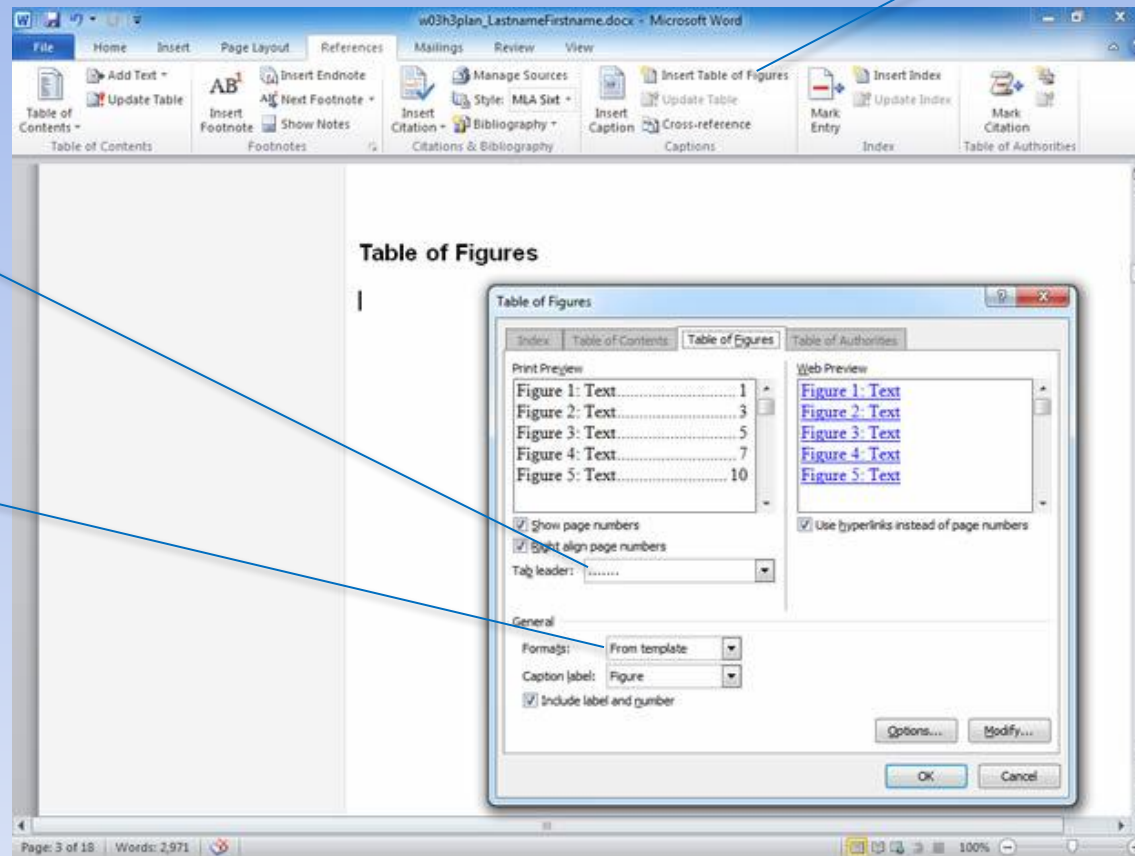 w03h3plan_LastnameFirstname.docx - Microsoft Word
File Home Insert Page Layout References Mailings Review View
Table of Contents
Add Text
Update Table
Table of Contents
AB1
Insert Footnote
Insert Endnote
Next Footnote
Show Notes
Footnotes
Insert Citation
Manage Sources
Style: MLA Sixt
Bibliography
Citations & Bibliography
Insert Caption
Insert Table of Figures
Update Table
Cross-reference
Captions
Mark Entry
Insert Index
Update Index
Index
Mark Citation
Table of Authorities
Table of Figures
Table of Figures
Index Table of Contents Table of Figures Table of Authorities
Print Preview
Figure 1: Text..............................1
Figure 2: Text..............................3
Figure 3: Text..............................5
Figure 4: Text..............................7
Figure 5: Text............................10
Show page numbers
Right align page numbers
Tab leader: .......
Web Preview
Figure 1: Text
Figure 2: Text
Figure 3: Text
Figure 4: Text
Figure 5: Text
Use hyperlinks instead of page numbers
General
Formats: From template
Caption label: Figure
Include label and number
Options... Modify...
OK Cancel
Page: 3 of 18 Words: 2,971 100%